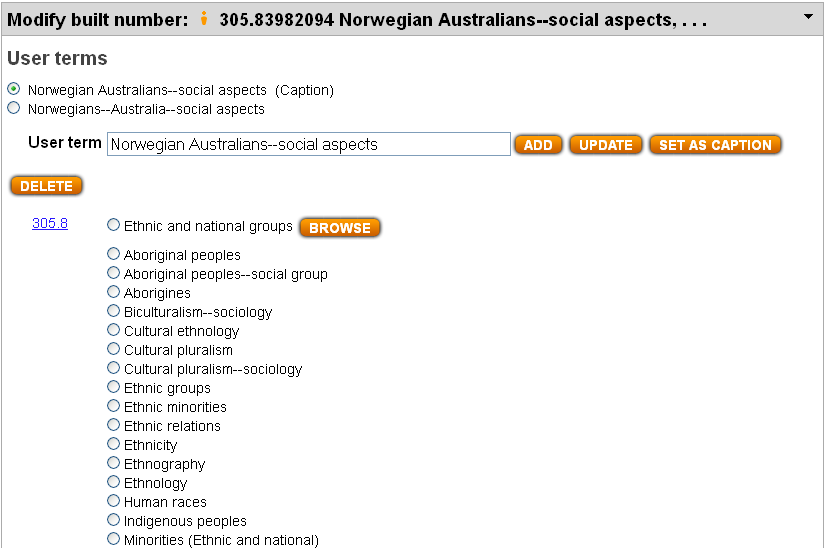 Modify built number: 305.83982094 Norwegian Australians--social aspects, . . .
User terms
Norwegian Australians--social aspects (Caption)
Norwegians--Australia--social aspects
User term Norwegian Australians--social aspects ADD UPDATE SET AS CAPTION
DELETE
305.8 Ethnic and national groups BROWSE
Aboriginal peoples
Aboriginal peoples--social group
Aborigines
Biculturalism--sociology
Cultural ethnology
Cultural pluralism
Cultural pluralism--sociology
Ethnic groups
Ethnic minorities
Ethnic relations
Ethnicity
Ethnography
Ethnology
Human races
Indigenous peoples
Minorities (Ethnic and national)